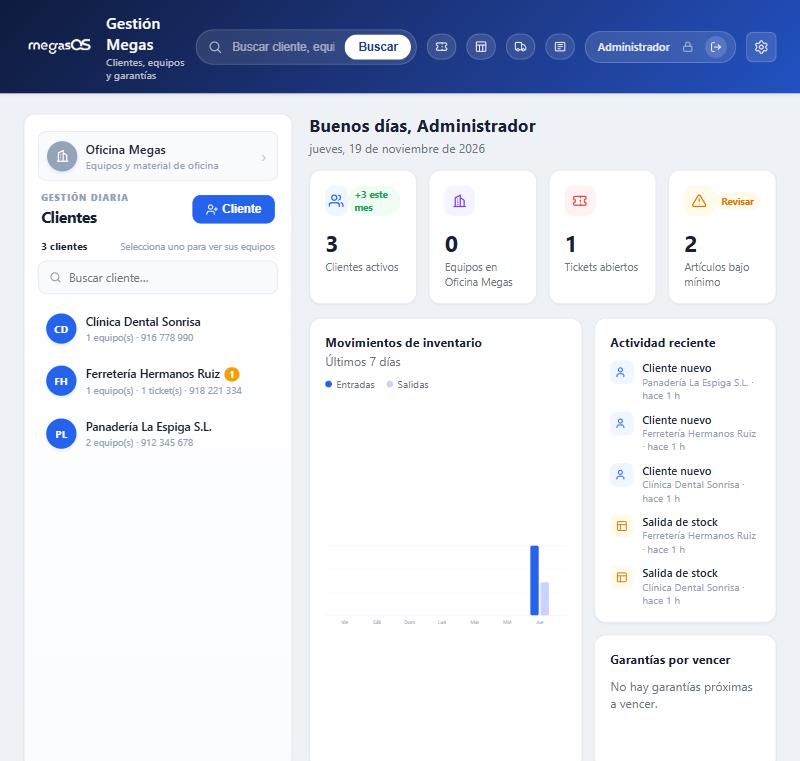 megasOS
Gestión
Megas
Clientes, equipos
y garantías
Buscar cliente, equi
Buscar
Administrador
Oficina Megas
Equipos y material de oficina
GESTIÓN DIARIA
Clientes
Cliente
3 clientes
Selecciona uno para ver sus equipos
Buscar cliente...
CD
Clínica Dental Sonrisa
1 equipo(s) · 916 778 990
FH
Ferretería Hermanos Ruiz 1
1 equipo(s) · 1 ticket(s) · 918 221 334
PL
Panadería La Espiga S.L.
2 equipo(s) · 912 345 678
Buenos días, Administrador
jueves, 19 de noviembre de 2026
+3 este
mes
3
Clientes activos
0
Equipos en
Oficina Megas
1
Tickets abiertos
Revisar
2
Artículos bajo
mínimo
Movimientos de inventario
Últimos 7 días
Entradas
Salidas
Vie Sáb Dom Lun Mar Mié Jue
Actividad reciente
Cliente nuevo
Panadería La Espiga S.L. ·
hace 1 h
Cliente nuevo
Ferretería Hermanos Ruiz
· hace 1 h
Cliente nuevo
Clínica Dental Sonrisa ·
hace 1 h
Salida de stock
Ferretería Hermanos Ruiz
· hace 1 h
Salida de stock
Clínica Dental Sonrisa ·
hace 1 h
Garantías por vencer
No hay garantías próximas
a vencer.